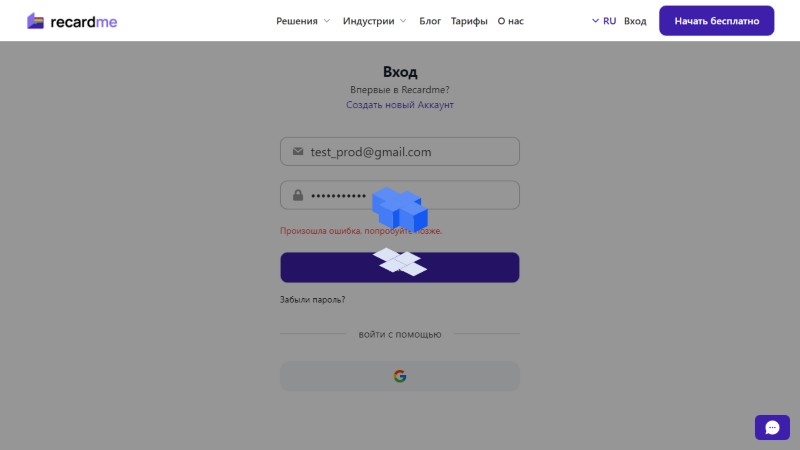 recardme
Решения Индустрии Блог Тарифы О нас RU Вход Начать бесплатно
Вход
Впервые в Recardme?
Создать новый Аккаунт
test_prod@gmail.com
•••••••••••
Произошла ошибка, попробуйте позже.
Забыли пароль?
войти с помощью